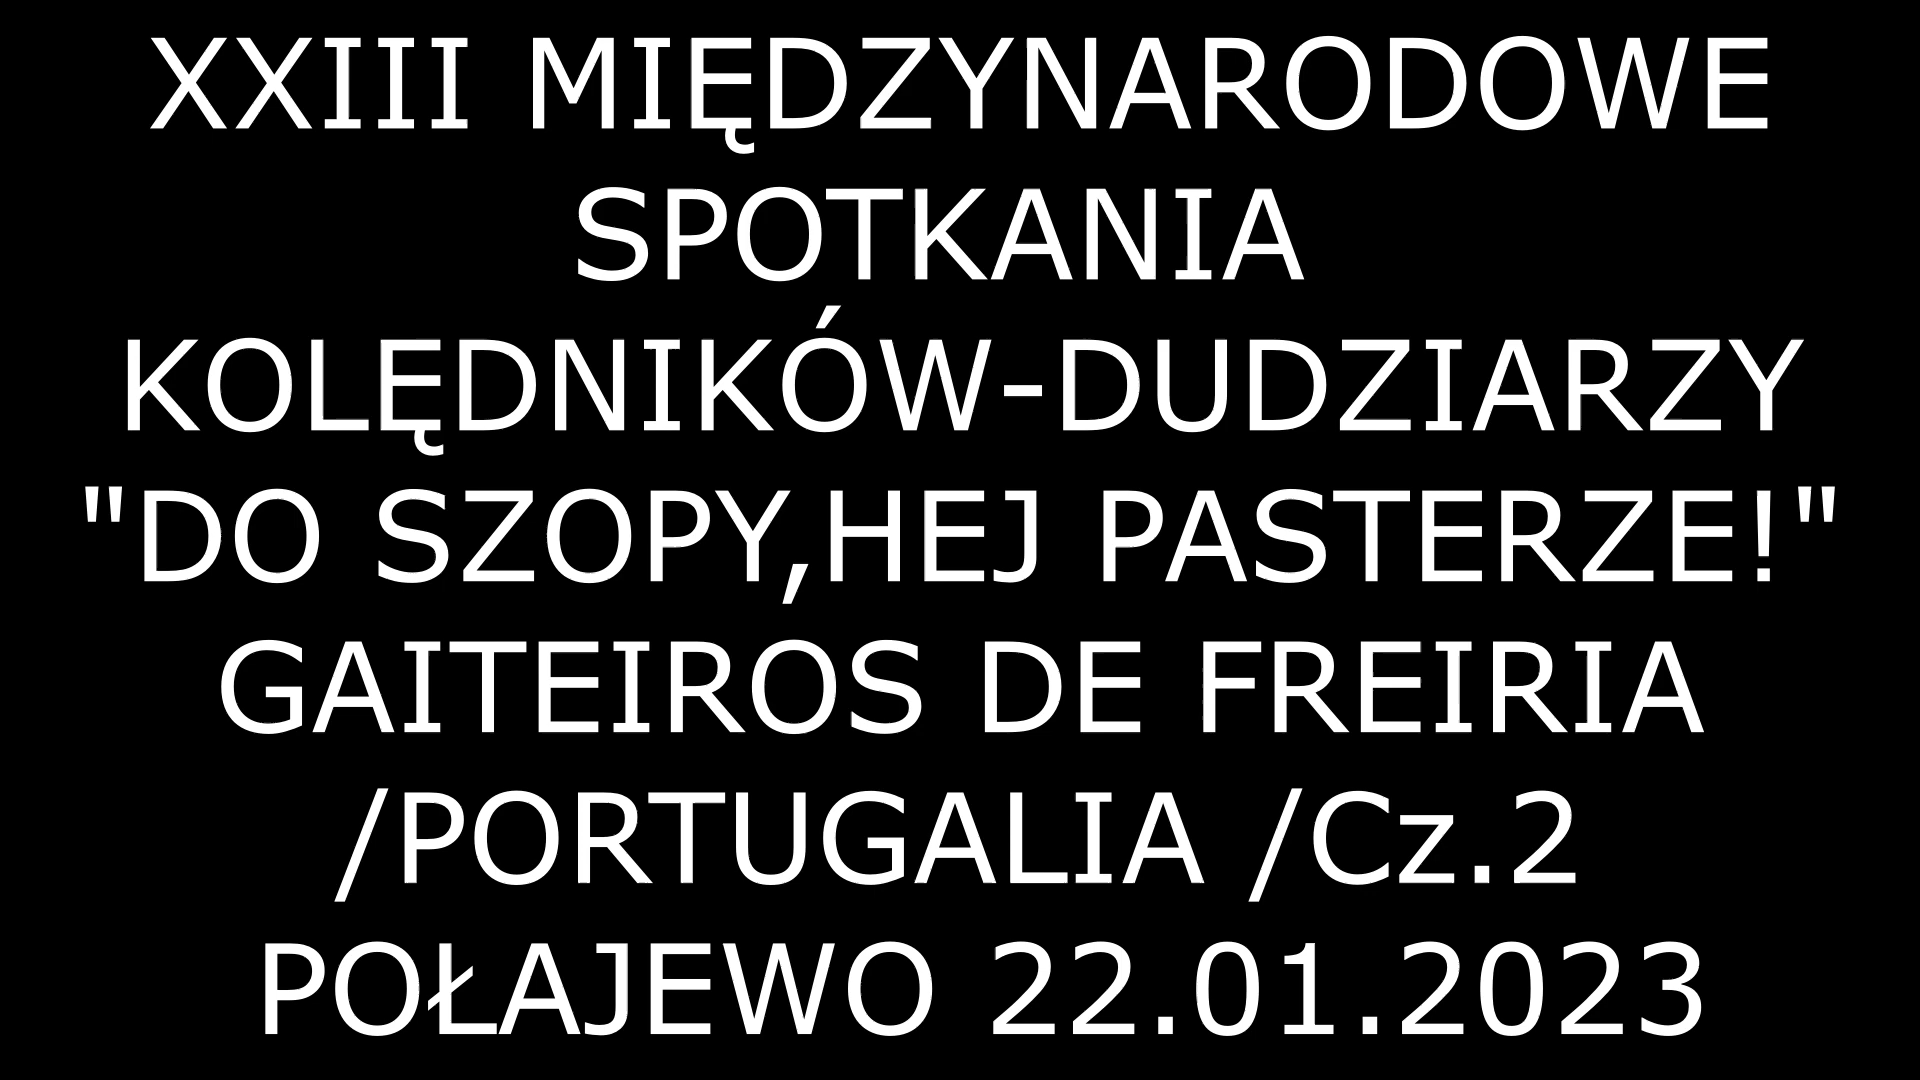 XXIII MIĘDZYNARODOWE
SPOTKANIA
KOLĘDNIKÓW-DUDZIARZY
"DO SZOPY,HEJ PASTERZE!"
GAITEIROS DE FREIRIA
/PORTUGALIA /Cz.2
POŁAJEWO 22.01.2023